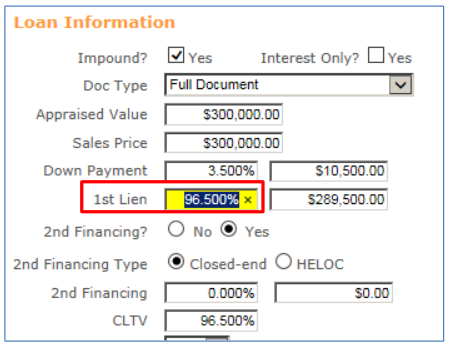 Loan Information
Impound? Yes Interest Only? Yes
Doc Type Full Document
Appraised Value $300,000.00
Sales Price $300,000.00
Down Payment 3.500% $10,500.00
1st Lien 96.500% × $289,500.00
2nd Financing? No Yes
2nd Financing Type Closed-end HELOC
2nd Financing 0.000% $0.00
CLTV 96.500%